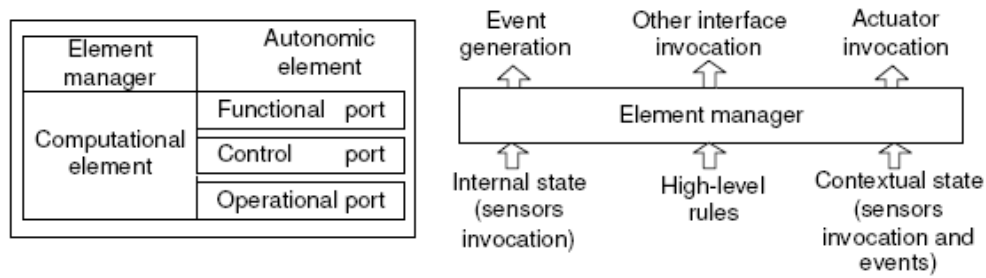 Element
manager
Autonomic
element
Computational
element
Functional port
Control port
Operational port
Event
generation
Other interface
invocation
Actuator
invocation
Element manager
Internal state
(sensors
invocation)
High-level
rules
Contextual state
(sensors
invocation and
events)